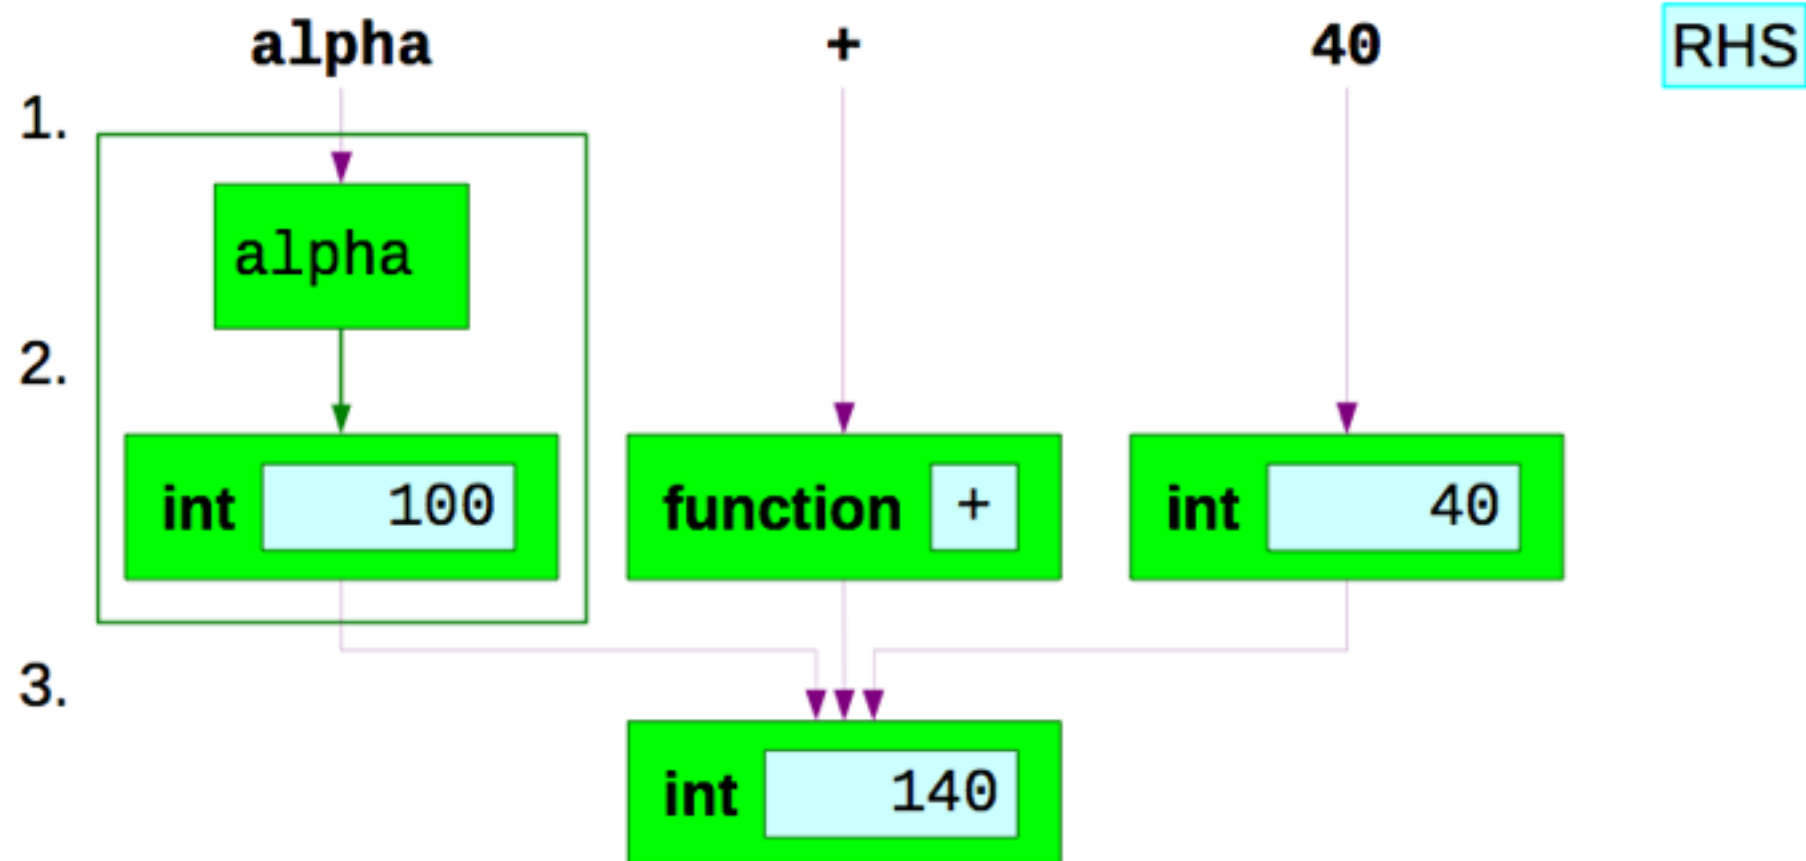 alpha + 40 RHS
1.
alpha
2.
int 100 function + int 40
3.
int 140